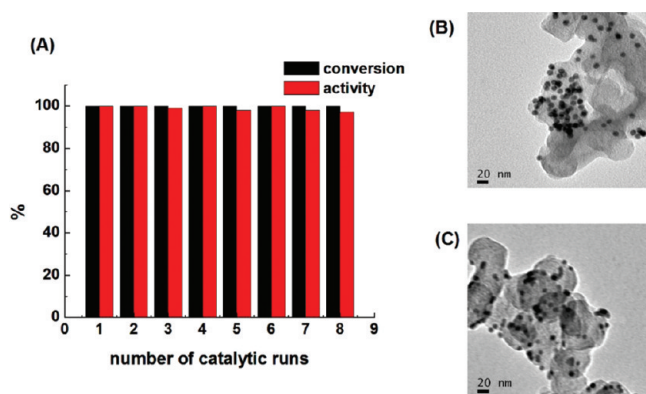 (A)
conversion
activity
100
80
60
40
20
0
%
0 1 2 3 4 5 6 7 8 9
number of catalytic runs
(B)
20 nm
(C)
20 nm